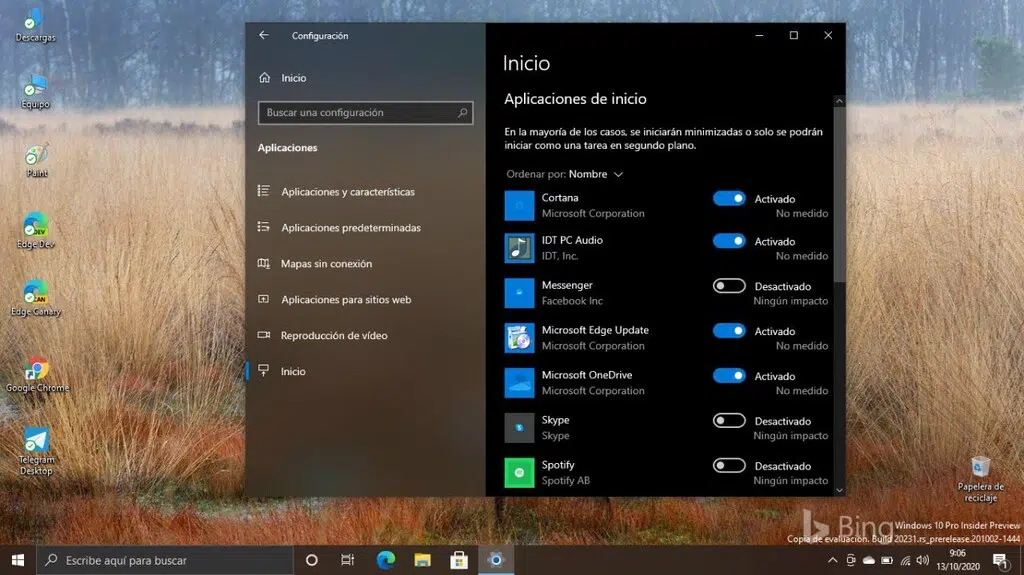 Descargas
Equipo
Paint
Edge Dev
Edge Canary
Google Chrome
Telegram
Desktop
Configuración
Inicio
Buscar una configuración
Aplicaciones
Aplicaciones y características
Aplicaciones predeterminadas
Mapas sin conexión
Aplicaciones para sitios web
Reproducción de vídeo
Inicio
Inicio
Aplicaciones de inicio
En la mayoría de los casos, se iniciarán minimizadas o solo se podrán
iniciar como una tarea en segundo plano.
Ordenar por: Nombre
Cortana
Microsoft Corporation
Activado
No medido
IDT PC Audio
IDT, Inc.
Activado
No medido
Messenger
Facebook Inc
Desactivado
Ningún impacto
Microsoft Edge Update
Microsoft Corporation
Activado
No medido
Microsoft OneDrive
Microsoft Corporation
Activado
No medido
Skype
Skype
Desactivado
Ningún impacto
Spotify
Spotify AB
Desactivado
Ningún impacto
Papelera de
reciclaje
Bing
Windows 10 Pro Insider Preview
Copia de evaluación. Build 20231.rs_prerelease.201002-1444
Escribe aquí para buscar
9:06
13/10/2020
1